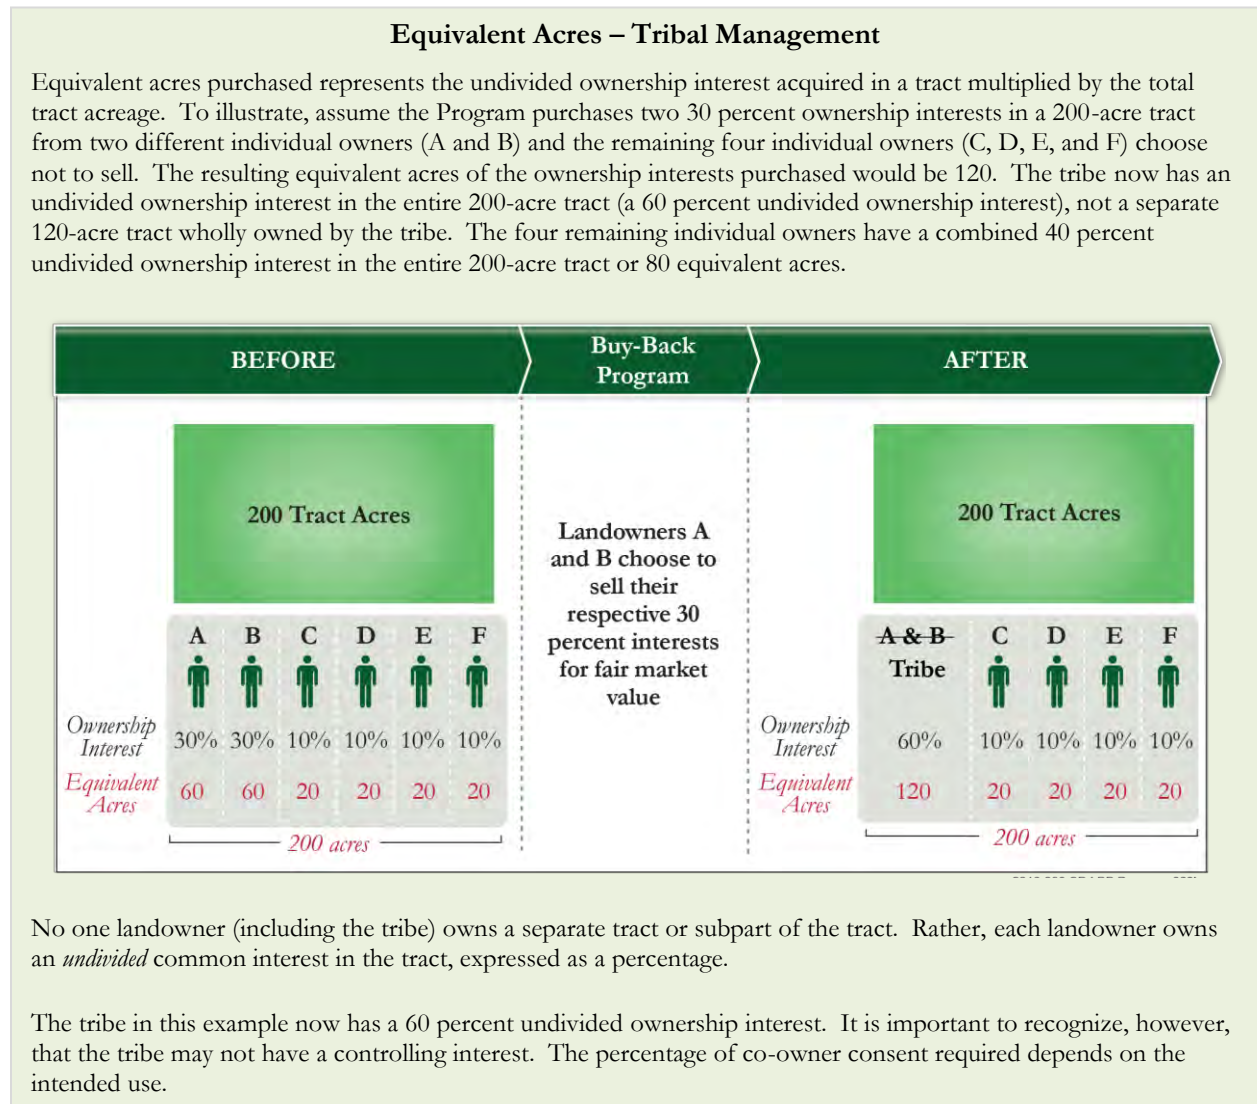 Equivalent Acres – Tribal Management
Equivalent acres purchased represents the undivided ownership interest acquired in a tract multiplied by the total
tract acreage. To illustrate, assume the Program purchases two 30 percent ownership interests in a 200-acre tract
from two different individual owners (A and B) and the remaining four individual owners (C, D, E, and F) choose
not to sell. The resulting equivalent acres of the ownership interests purchased would be 120. The tribe now has an
undivided ownership interest in the entire 200-acre tract (a 60 percent undivided ownership interest), not a separate
120-acre tract wholly owned by the tribe. The four remaining individual owners have a combined 40 percent
undivided ownership interest in the entire 200-acre tract or 80 equivalent acres.
BEFORE
Buy-Back
Program
AFTER
200 Tract Acres
A B C D E F
Ownership
Interest
30% 30% 10% 10% 10% 10%
Equivalent
Acres
60 60 20 20 20 20
200 acres
Landowners A
and B choose to
sell their
respective 30
percent interests
for fair market
value
200 Tract Acres
A & B C D E F
Tribe
Ownership
Interest
60% 10% 10% 10% 10%
Equivalent
Acres
120 20 20 20 20
200 acres
No one landowner (including the tribe) owns a separate tract or subpart of the tract. Rather, each landowner owns
an undivided common interest in the tract, expressed as a percentage.
The tribe in this example now has a 60 percent undivided ownership interest. It is important to recognize, however,
that the tribe may not have a controlling interest. The percentage of co-owner consent required depends on the
intended use.